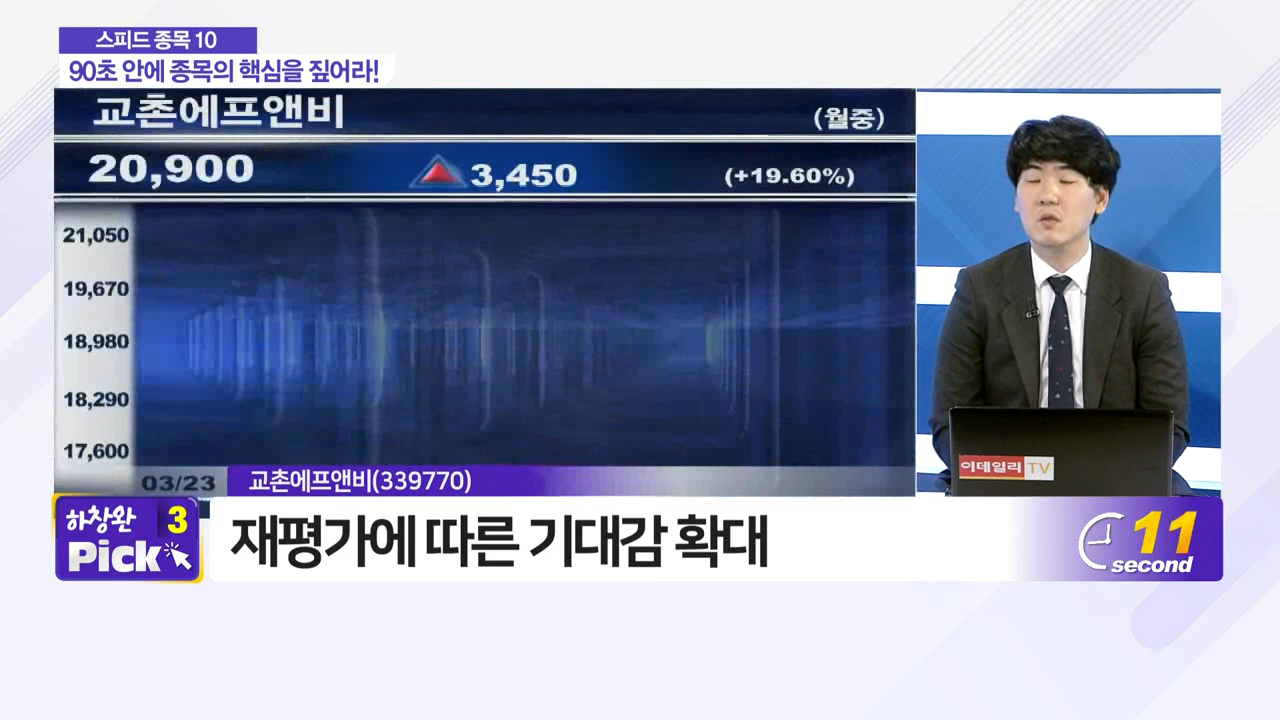 스피드 종목 10
90초 안에 종목의 핵심을 짚어라!
교촌에프앤비
(월중)
20,900
3,450
(+19.60%)
21,050
19,670
18,980
18,290
17,600
03/23
교촌에프앤비(339770)
하창완
3
Pick
재평가에 따른 기대감 확대
11
second
이데일리 TV